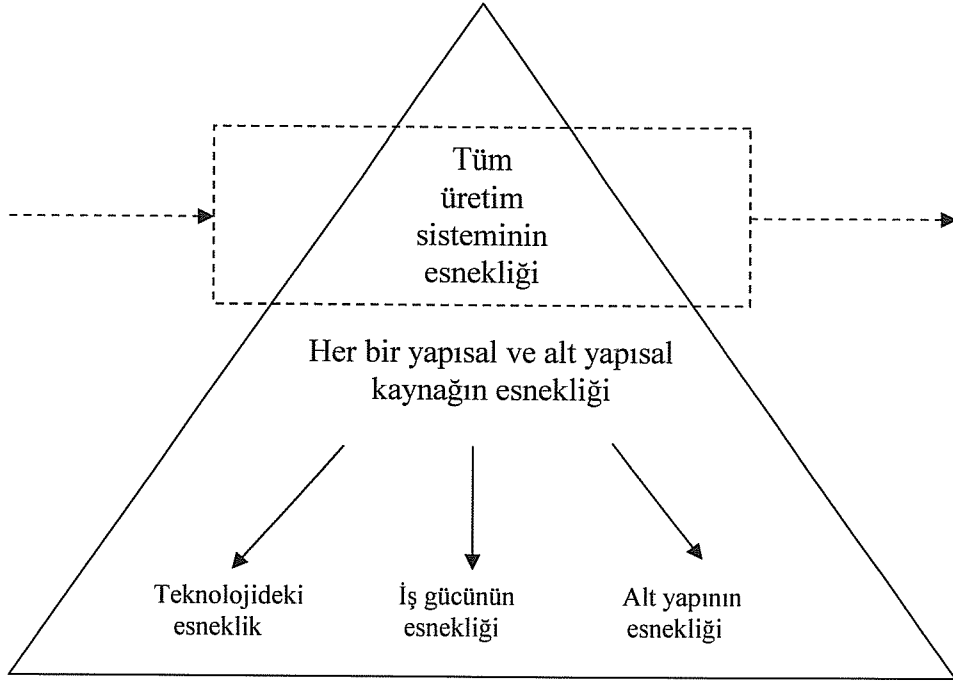 Tüm
üretim
sisteminin
esnekliği
Her bir yapısal ve alt yapısal
kaynağın esnekliği
Teknolojideki
esneklik
İş gücünün
esnekliği
Alt yapının
esnekliği